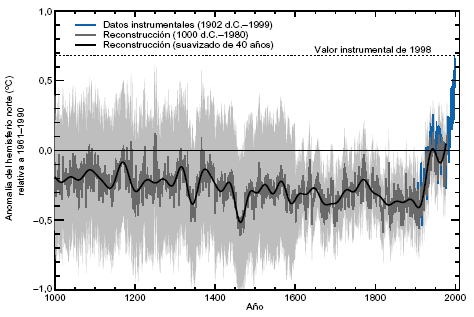 1,0
Datos instrumentales (1902 d.C.–1999)
Reconstrucción (1000 d.C.–1980)
Reconstrucción (suavizado de 40 años)
Valor instrumental de 1998
0,5
0,0
−0,5
−1,0
Anomalía del hemisferio norte (ºC)
relativa a 1961–1990
1000 1200 1400 1600 1800 2000
Año